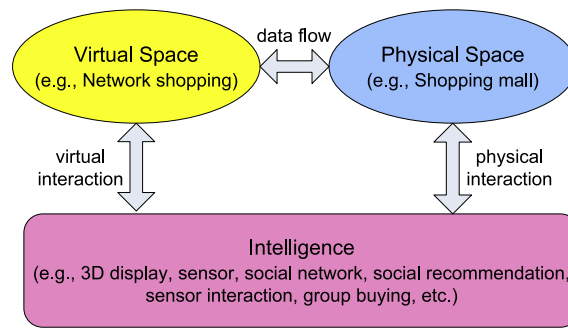 Virtual Space
(e.g., Network shopping)
data flow
Physical Space
(e.g., Shopping mall)
virtual
interaction
physical
interaction
Intelligence
(e.g., 3D display, sensor, social network, social recommendation,
sensor interaction, group buying, etc.)